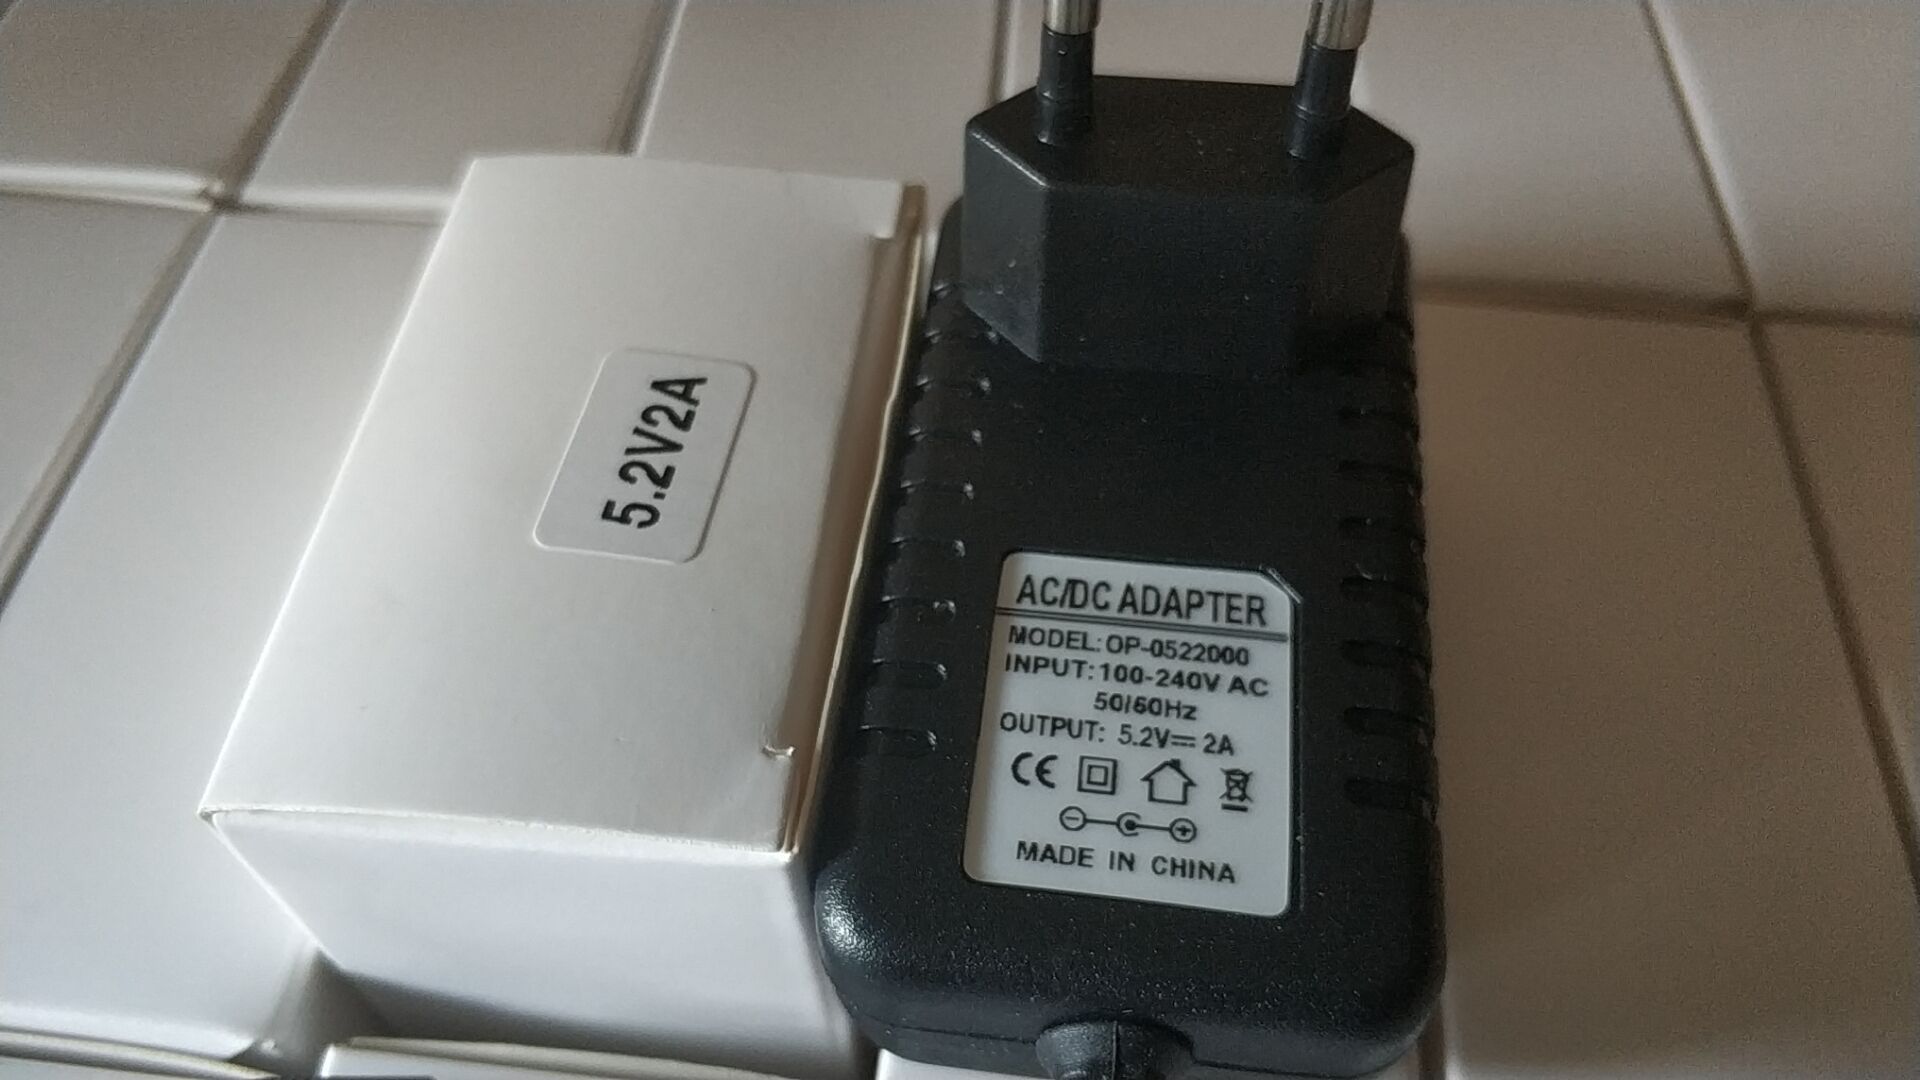 5.2V2A
AC/DC ADAPTER
MODEL: OP-0522000
INPUT: 100-240V AC
50/60Hz
OUTPUT: 5.2V⎓2A
CE
MADE IN CHINA